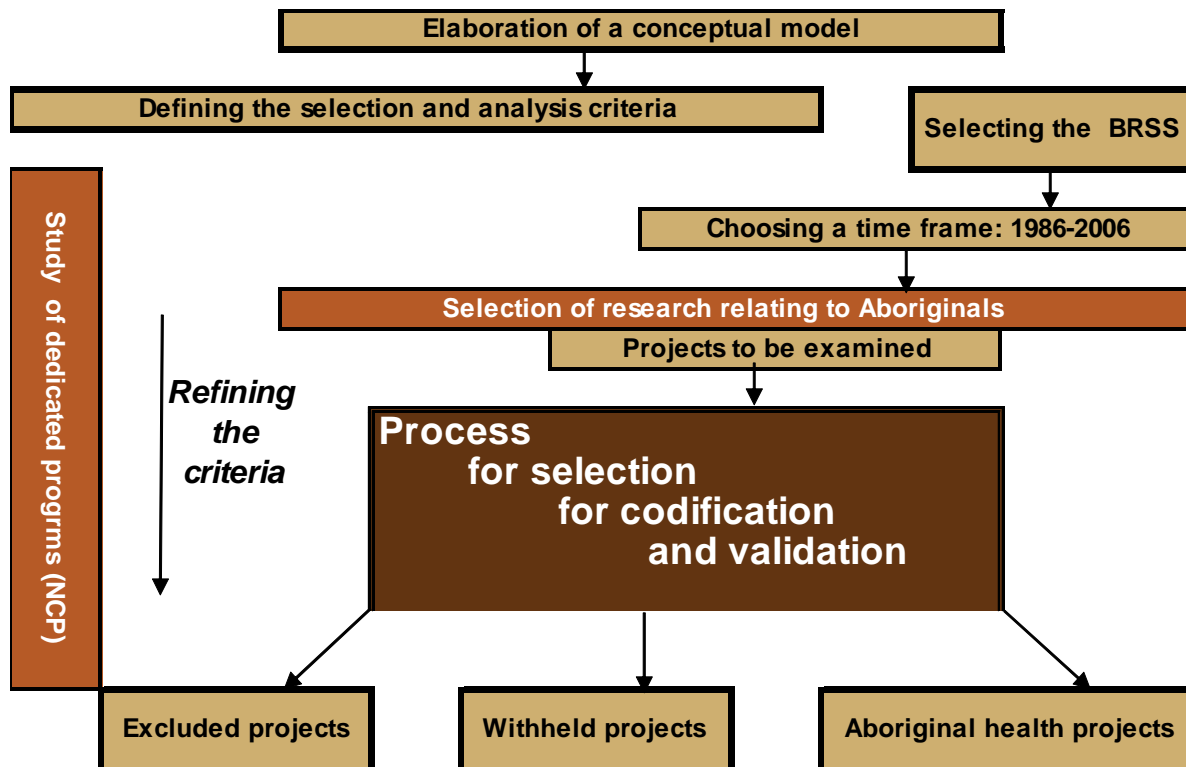 Elaboration of a conceptual model
Defining the selection and analysis criteria
Selecting the BRSS
Choosing a time frame: 1986-2006
Study of dedicated progrms (NCP)
Selection of research relating to Aboriginals
Projects to be examined
Refining
the
criteria
Process
for selection
for codification
and validation
Excluded projects
Withheld projects
Aboriginal health projects